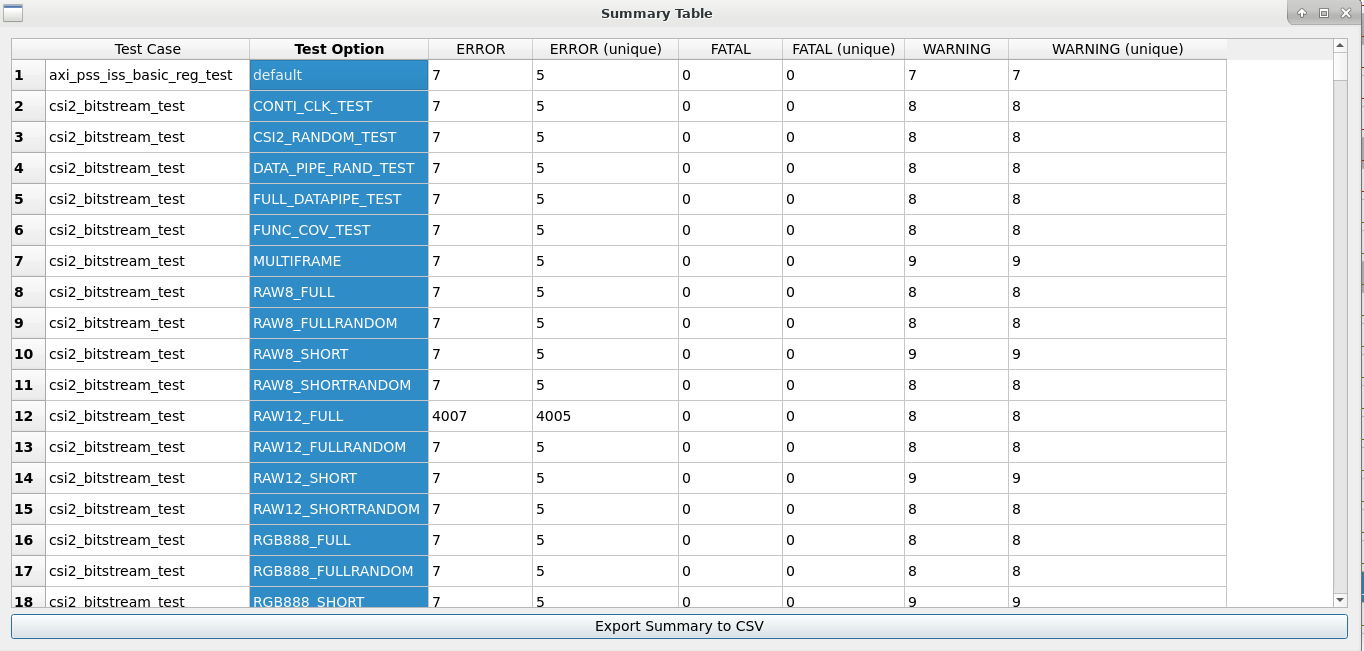 Summary Table
Test Case Test Option ERROR ERROR (unique) FATAL FATAL (unique) WARNING WARNING (unique)
1 axi_pss_iss_basic_reg_test default 7 5 0 0 7 7
2 csi2_bitstream_test CONTI_CLK_TEST 7 5 0 0 8 8
3 csi2_bitstream_test CSI2_RANDOM_TEST 7 5 0 0 8 8
4 csi2_bitstream_test DATA_PIPE_RAND_TEST 7 5 0 0 8 8
5 csi2_bitstream_test FULL_DATAPIPE_TEST 7 5 0 0 8 8
6 csi2_bitstream_test FUNC_COV_TEST 7 5 0 0 8 8
7 csi2_bitstream_test MULTIFRAME 7 5 0 0 9 9
8 csi2_bitstream_test RAW8_FULL 7 5 0 0 8 8
9 csi2_bitstream_test RAW8_FULLRANDOM 7 5 0 0 8 8
10 csi2_bitstream_test RAW8_SHORT 7 5 0 0 9 9
11 csi2_bitstream_test RAW8_SHORTRANDOM 7 5 0 0 8 8
12 csi2_bitstream_test RAW12_FULL 4007 4005 0 0 8 8
13 csi2_bitstream_test RAW12_FULLRANDOM 7 5 0 0 8 8
14 csi2_bitstream_test RAW12_SHORT 7 5 0 0 9 9
15 csi2_bitstream_test RAW12_SHORTRANDOM 7 5 0 0 8 8
16 csi2_bitstream_test RGB888_FULL 7 5 0 0 8 8
17 csi2_bitstream_test RGB888_FULLRANDOM 7 5 0 0 8 8
18 csi2_bitstream_test RGB888_SHORT 7 5 0 0 9 9
Export Summary to CSV